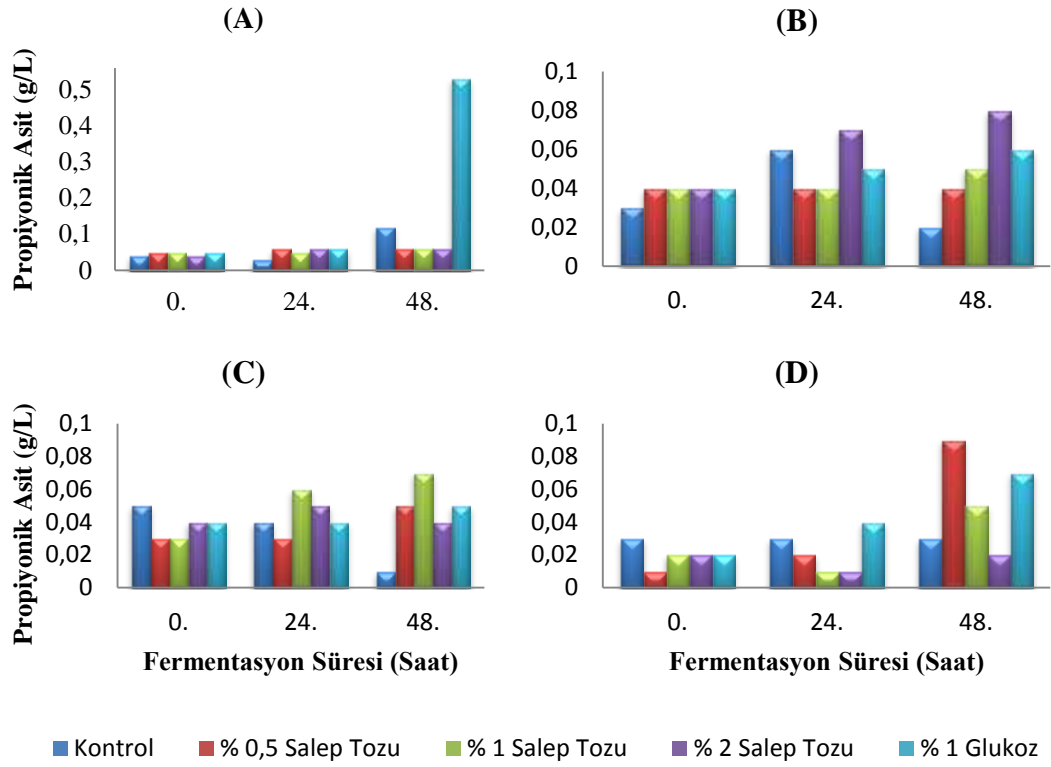 (A)
Propiyonik Asit (g/L)
0,5
0,4
0,3
0,2
0,1
0
0.
24.
48.
(B)
0,1
0,08
0,06
0,04
0,02
0
0.
24.
48.
(C)
Propiyonik Asit (g/L)
0,1
0,08
0,06
0,04
0,02
0
0.
24.
48.
Fermentasyon Süresi (Saat)
(D)
0,1
0,08
0,06
0,04
0,02
0
0.
24.
48.
Fermentasyon Süresi (Saat)
Kontrol
% 0,5 Salep Tozu
% 1 Salep Tozu
% 2 Salep Tozu
% 1 Glukoz